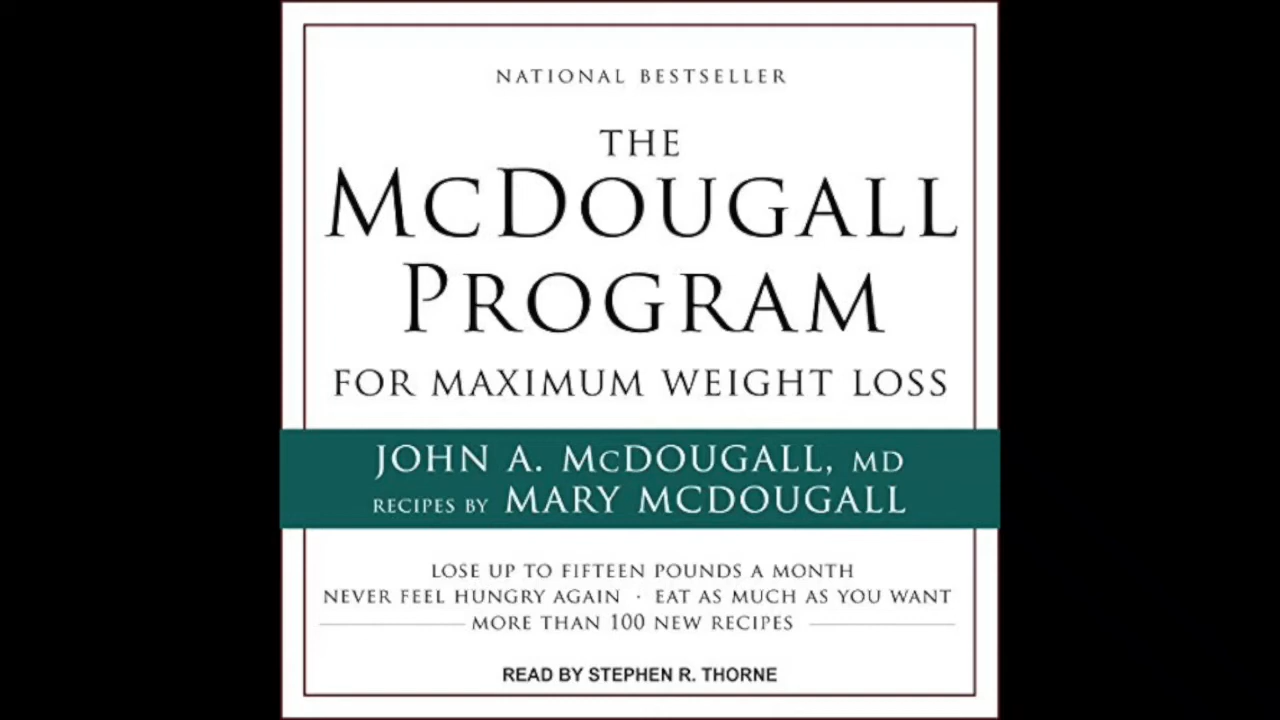 NATIONAL BESTSELLER
THE
MCDOUGALL
PROGRAM
FOR MAXIMUM WEIGHT LOSS
JOHN A. MCDOUGALL, MD
RECIPES BY MARY MCDOUGALL
LOSE UP TO FIFTEEN POUNDS A MONTH
NEVER FEEL HUNGRY AGAIN · EAT AS MUCH AS YOU WANT
MORE THAN 100 NEW RECIPES
READ BY STEPHEN R. THORNE